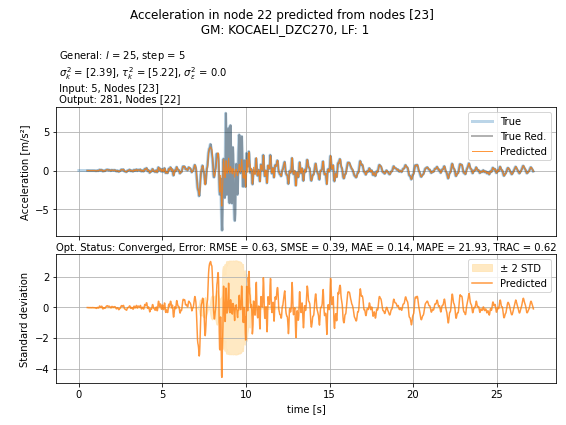 Acceleration in node 22 predicted from nodes [23]
GM: KOCAELI_DZC270, LF: 1
General: l = 25, step = 5
σ²ₖ = [2.39], τ²ₖ = [5.22], σ²ε = 0.0
Input: 5, Nodes [23]
Output: 281, Nodes [22]
Acceleration [m/s²]
5
0
−5
True
True Red.
Predicted
Opt. Status: Converged, Error: RMSE = 0.63, SMSE = 0.39, MAE = 0.14, MAPE = 21.93, TRAC = 0.62
Standard deviation
2
0
−2
−4
± 2 STD
Predicted
0 5 10 15 20 25
time [s]